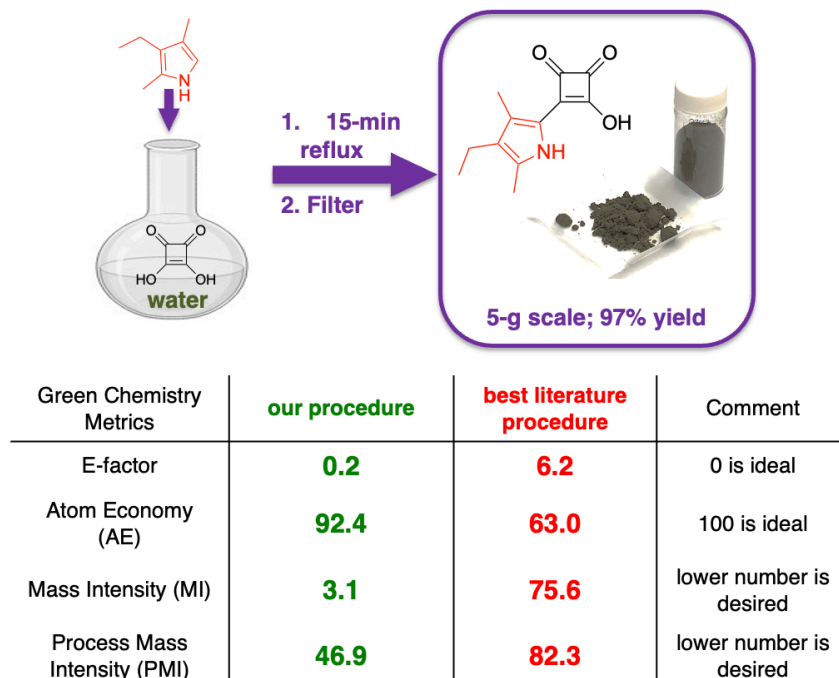 N
H
O
O
HO
OH
water
1. 15-min
reflux
2. Filter
O
O
OH
NH
5-g scale; 97% yield
Green Chemistry
Metrics
our procedure
best literature
procedure
Comment
E-factor
0.2
6.2
0 is ideal
Atom Economy
(AE)
92.4
63.0
100 is ideal
Mass Intensity (MI)
3.1
75.6
lower number is
desired
Process Mass
Intensity (PMI)
46.9
82.3
lower number is
desired